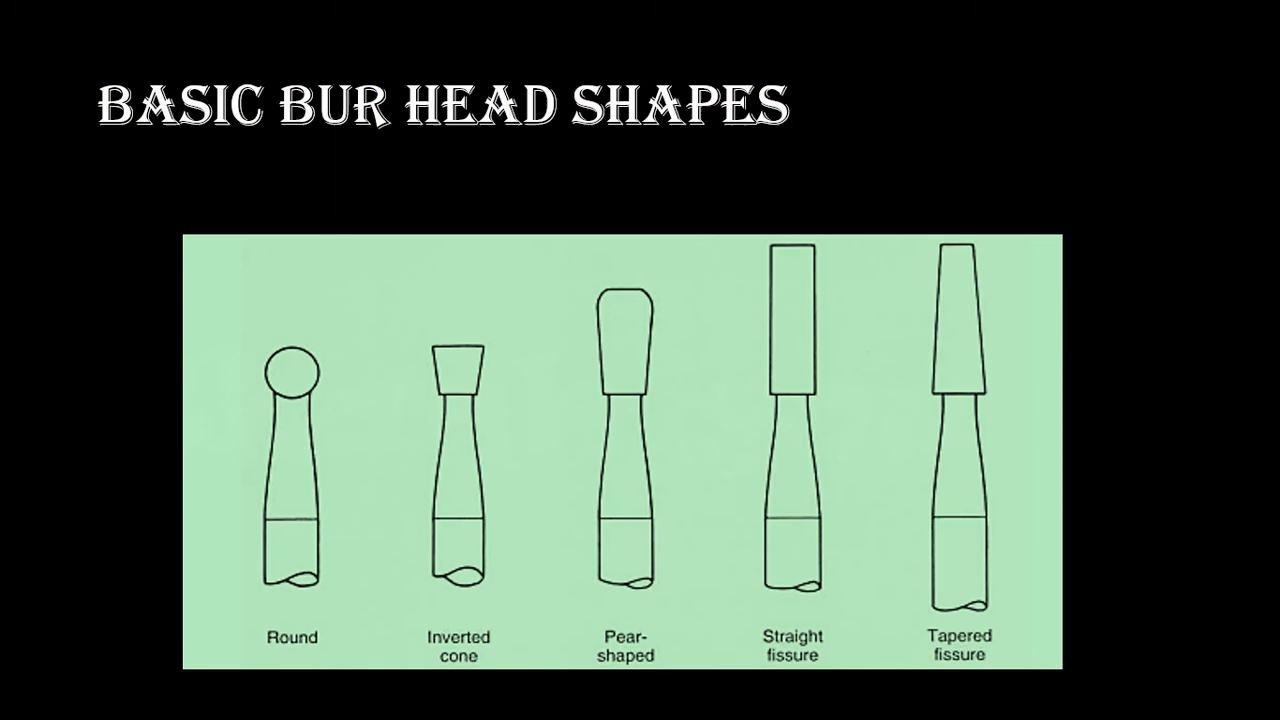 BASIC BUR HEAD SHAPES
Round
Inverted
cone
Pear-
shaped
Straight
fissure
Tapered
fissure